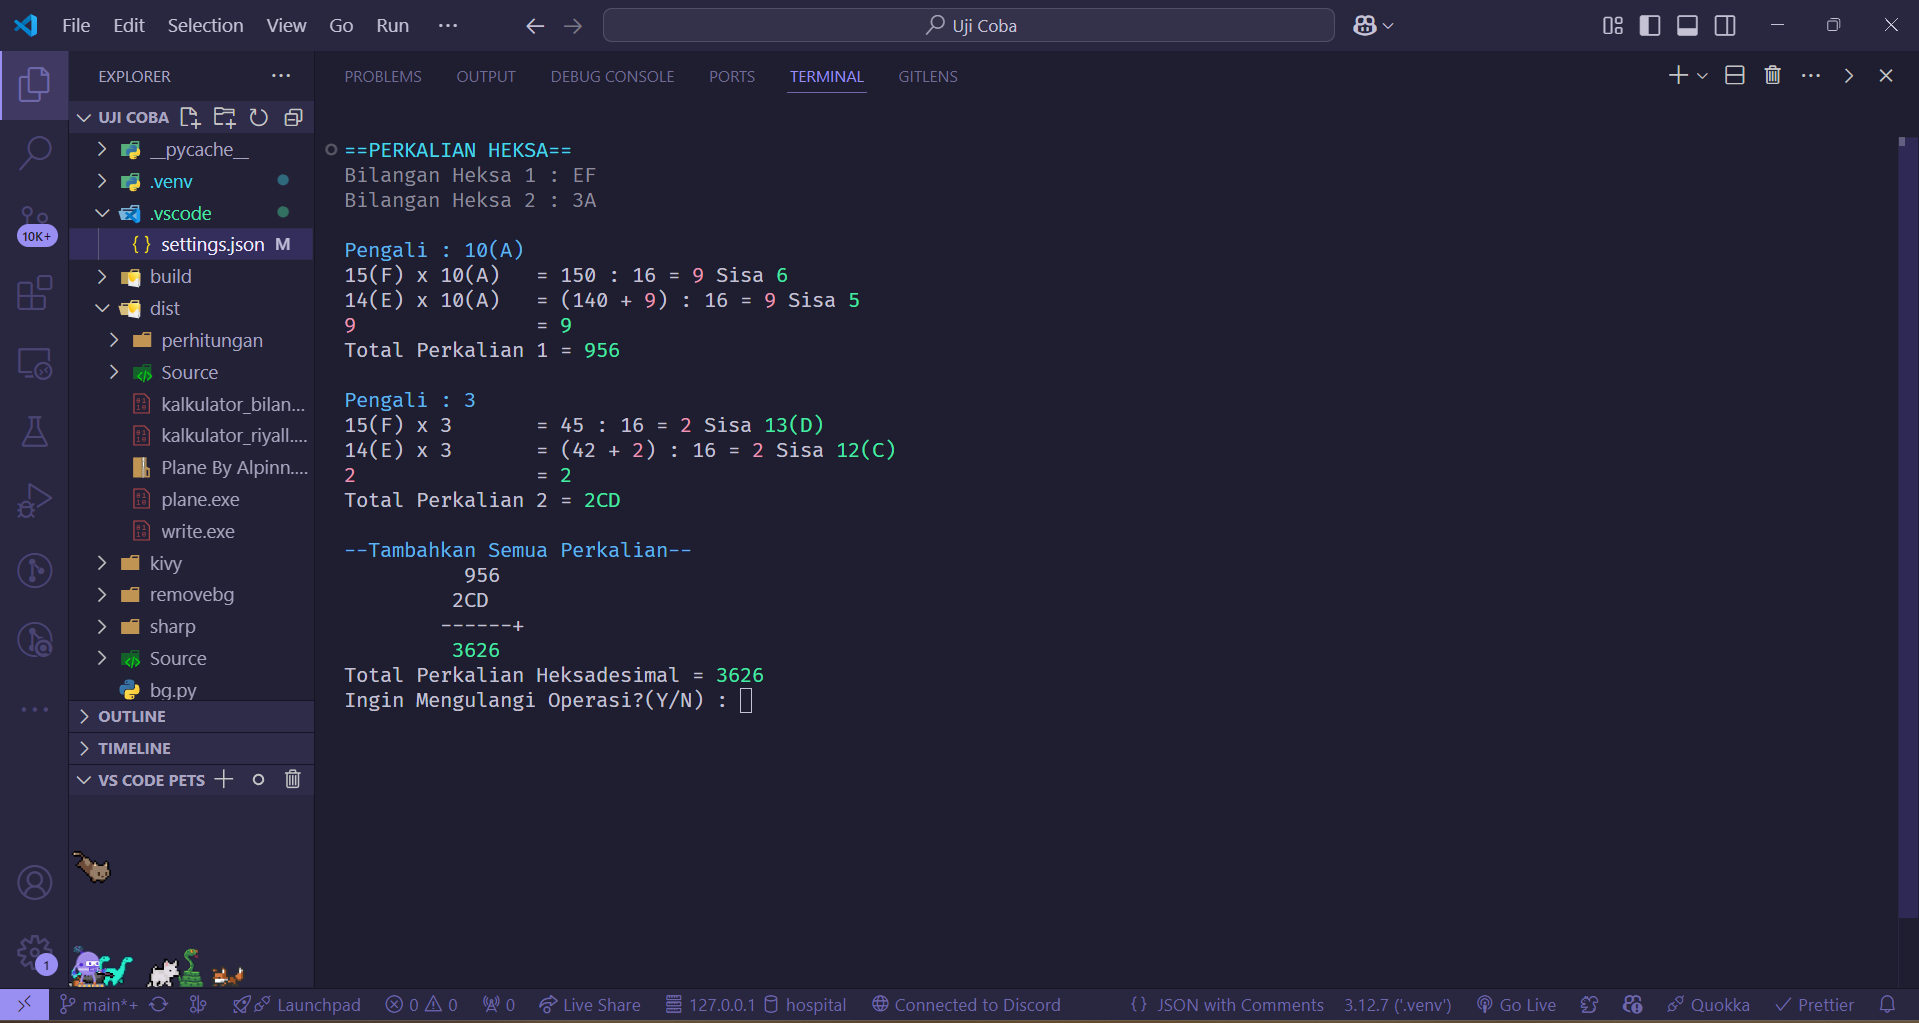 File Edit Selection View Go Run ··· Uji Coba
EXPLORER ···
UJI COBA
__pycache__
.venv
.vscode
{ } settings.json M
build
dist
perhitungan
Source
kalkulator_bilan...
kalkulator_riyall....
Plane By Alpinn....
plane.exe
write.exe
kivy
removebg
sharp
Source
bg.py
OUTLINE
TIMELINE
VS CODE PETS
10K+
1
PROBLEMS OUTPUT DEBUG CONSOLE PORTS TERMINAL GITLENS
==PERKALIAN HEKSA==
Bilangan Heksa 1 : EF
Bilangan Heksa 2 : 3A
Pengali : 10(A)
15(F) x 10(A) = 150 : 16 = 9 Sisa 6
14(E) x 10(A) = (140 + 9) : 16 = 9 Sisa 5
9 = 9
Total Perkalian 1 = 956
Pengali : 3
15(F) x 3 = 45 : 16 = 2 Sisa 13(D)
14(E) x 3 = (42 + 2) : 16 = 2 Sisa 12(C)
2 = 2
Total Perkalian 2 = 2CD
--Tambahkan Semua Perkalian--
956
2CD
------+
3626
Total Perkalian Heksadesimal = 3626
Ingin Mengulangi Operasi?(Y/N) :
main*+ Launchpad 0 0 0 Live Share 127.0.0.1 hospital Connected to Discord { } JSON with Comments 3.12.7 ('.venv') Go Live Quokka Prettier